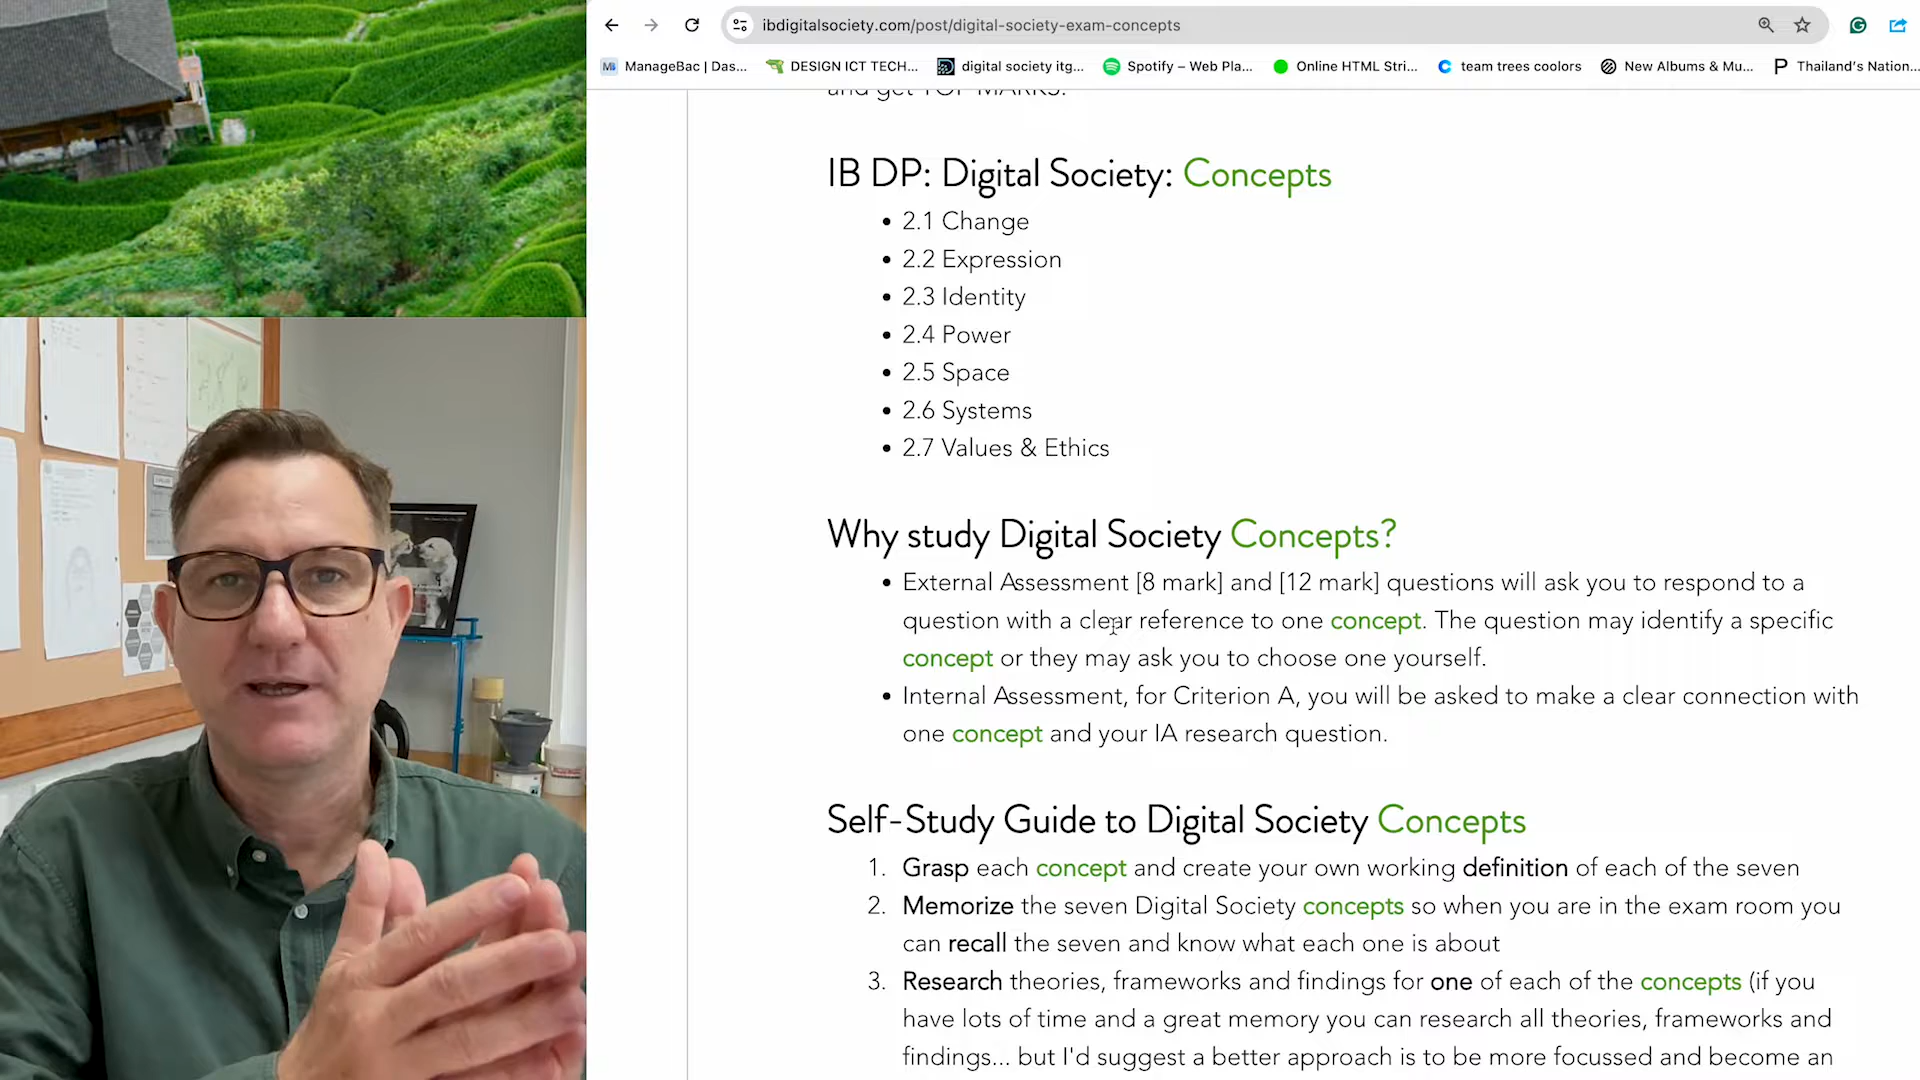 ibdigitalsociety.com/post/digital-society-exam-concepts
ManageBac | Das... DESIGN ICT TECH... digital society itg... Spotify – Web Pla... Online HTML Stri... team trees coolors New Albums & Mu... Thailand's Nation...
and get TOP MARKS.
IB DP: Digital Society: Concepts
• 2.1 Change
• 2.2 Expression
• 2.3 Identity
• 2.4 Power
• 2.5 Space
• 2.6 Systems
• 2.7 Values & Ethics
Why study Digital Society Concepts?
• External Assessment [8 mark] and [12 mark] questions will ask you to respond to a
question with a clear reference to one concept. The question may identify a specific
concept or they may ask you to choose one yourself.
• Internal Assessment, for Criterion A, you will be asked to make a clear connection with
one concept and your IA research question.
Self-Study Guide to Digital Society Concepts
1. Grasp each concept and create your own working definition of each of the seven
2. Memorize the seven Digital Society concepts so when you are in the exam room you
can recall the seven and know what each one is about
3. Research theories, frameworks and findings for one of each of the concepts (if you
have lots of time and a great memory you can research all theories, frameworks and
findings... but I'd suggest a better approach is to be more focussed and become an